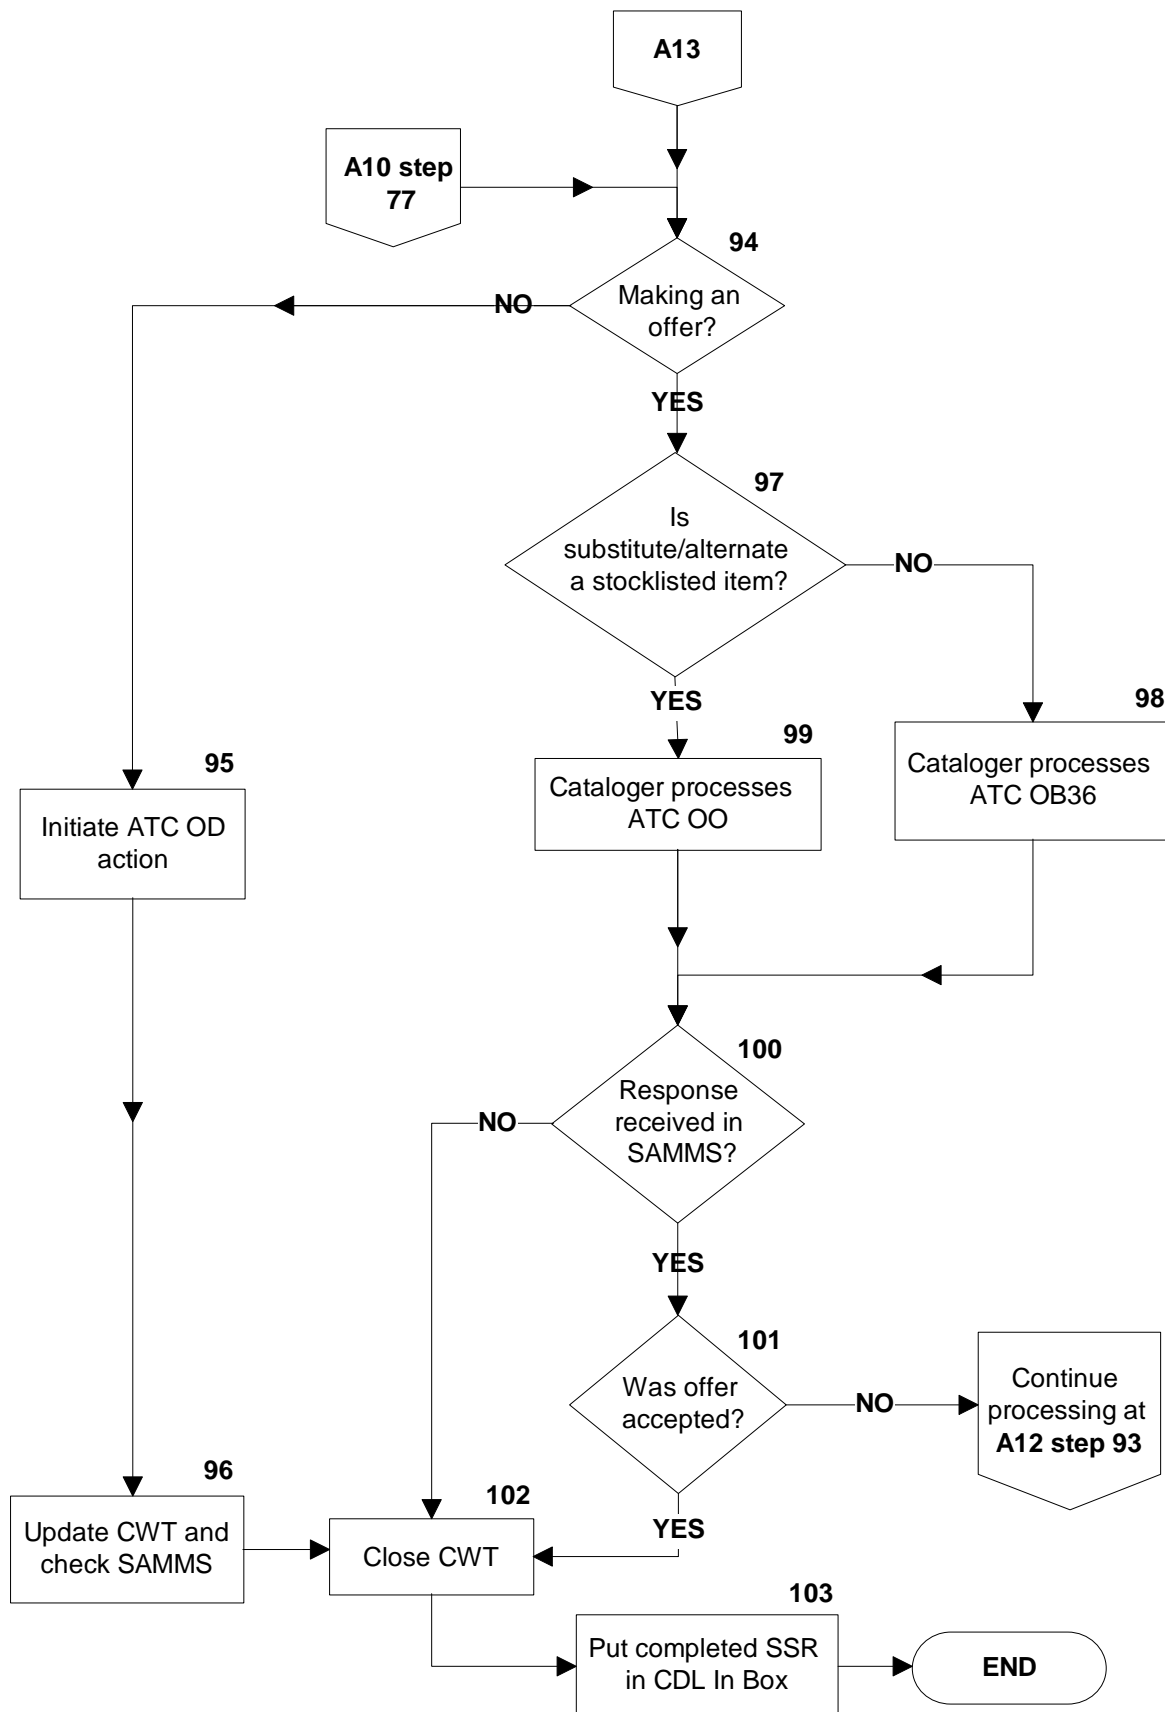 A13
A10 step
77
94
Making an
offer?
NO
YES
97
Is
substitute/alternate
a stocklisted item?
NO
YES
98
Cataloger processes
ATC OB36
99
Cataloger processes
ATC OO
95
Initiate ATC OD
action
100
Response
received in
SAMMS?
NO
YES
101
Was offer
accepted?
NO
Continue
processing at
A12 step 93
YES
96
Update CWT and
check SAMMS
102
Close CWT
103
Put completed SSR
in CDL In Box
END